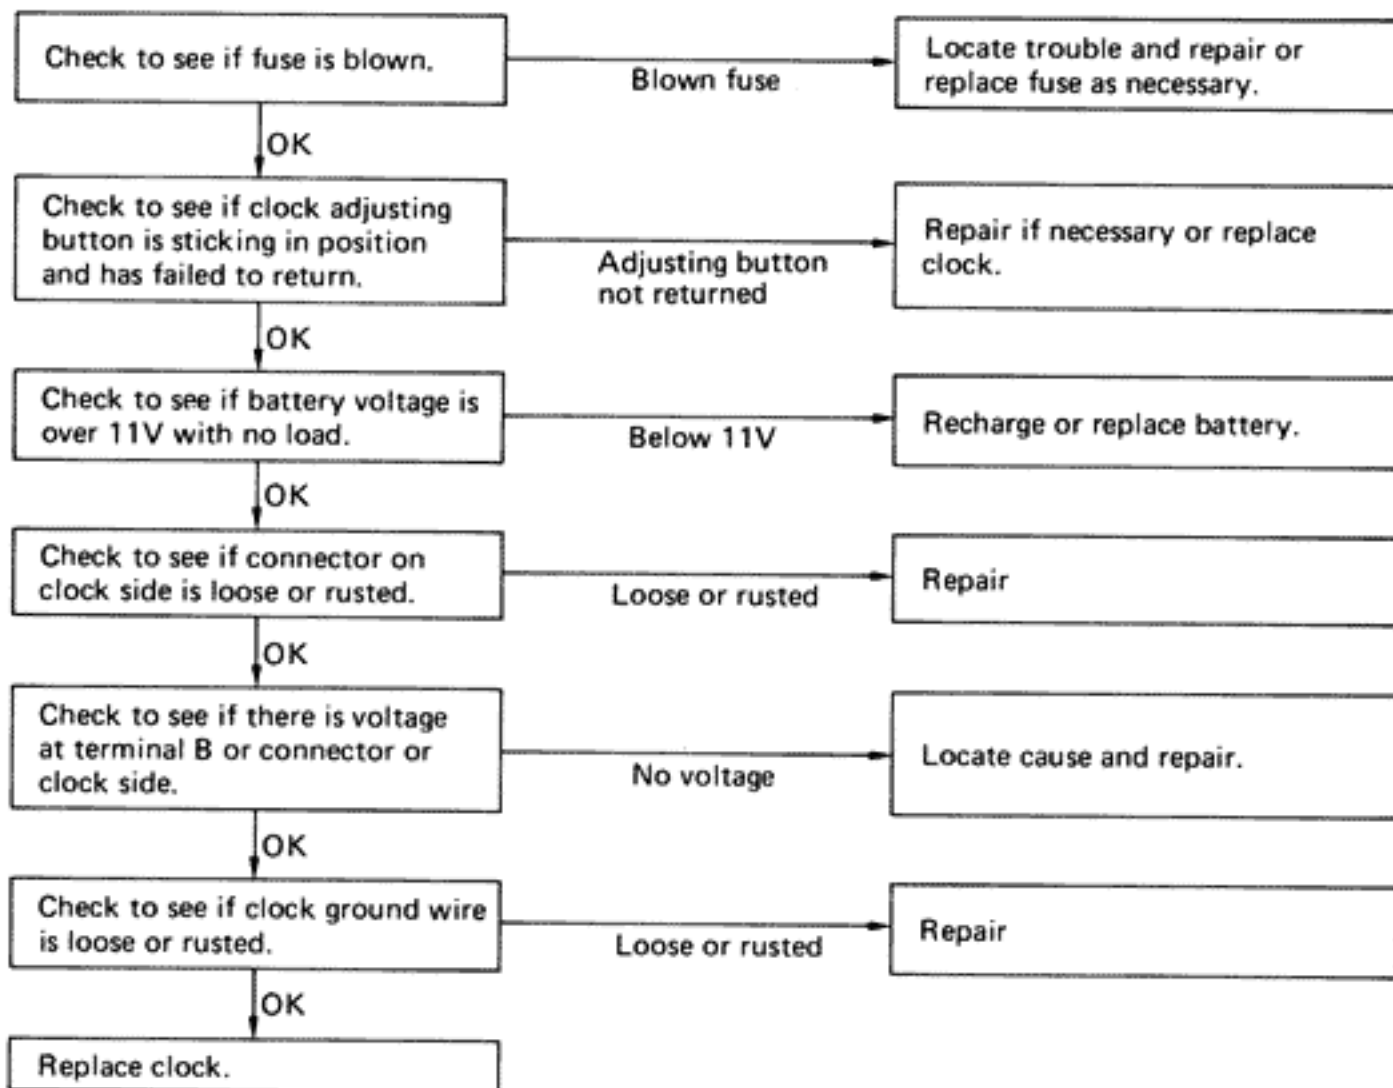 Check to see if fuse is blown.
Blown fuse
Locate trouble and repair or
replace fuse as necessary.
OK
Check to see if clock adjusting
button is sticking in position
and has failed to return.
Adjusting button
not returned
Repair if necessary or replace
clock.
OK
Check to see if battery voltage is
over 11V with no load.
Below 11V
Recharge or replace battery.
OK
Check to see if connector on
clock side is loose or rusted.
Loose or rusted
Repair
OK
Check to see if there is voltage
at terminal B or connector or
clock side.
No voltage
Locate cause and repair.
OK
Check to see if clock ground wire
is loose or rusted.
Loose or rusted
Repair
OK
Replace clock.